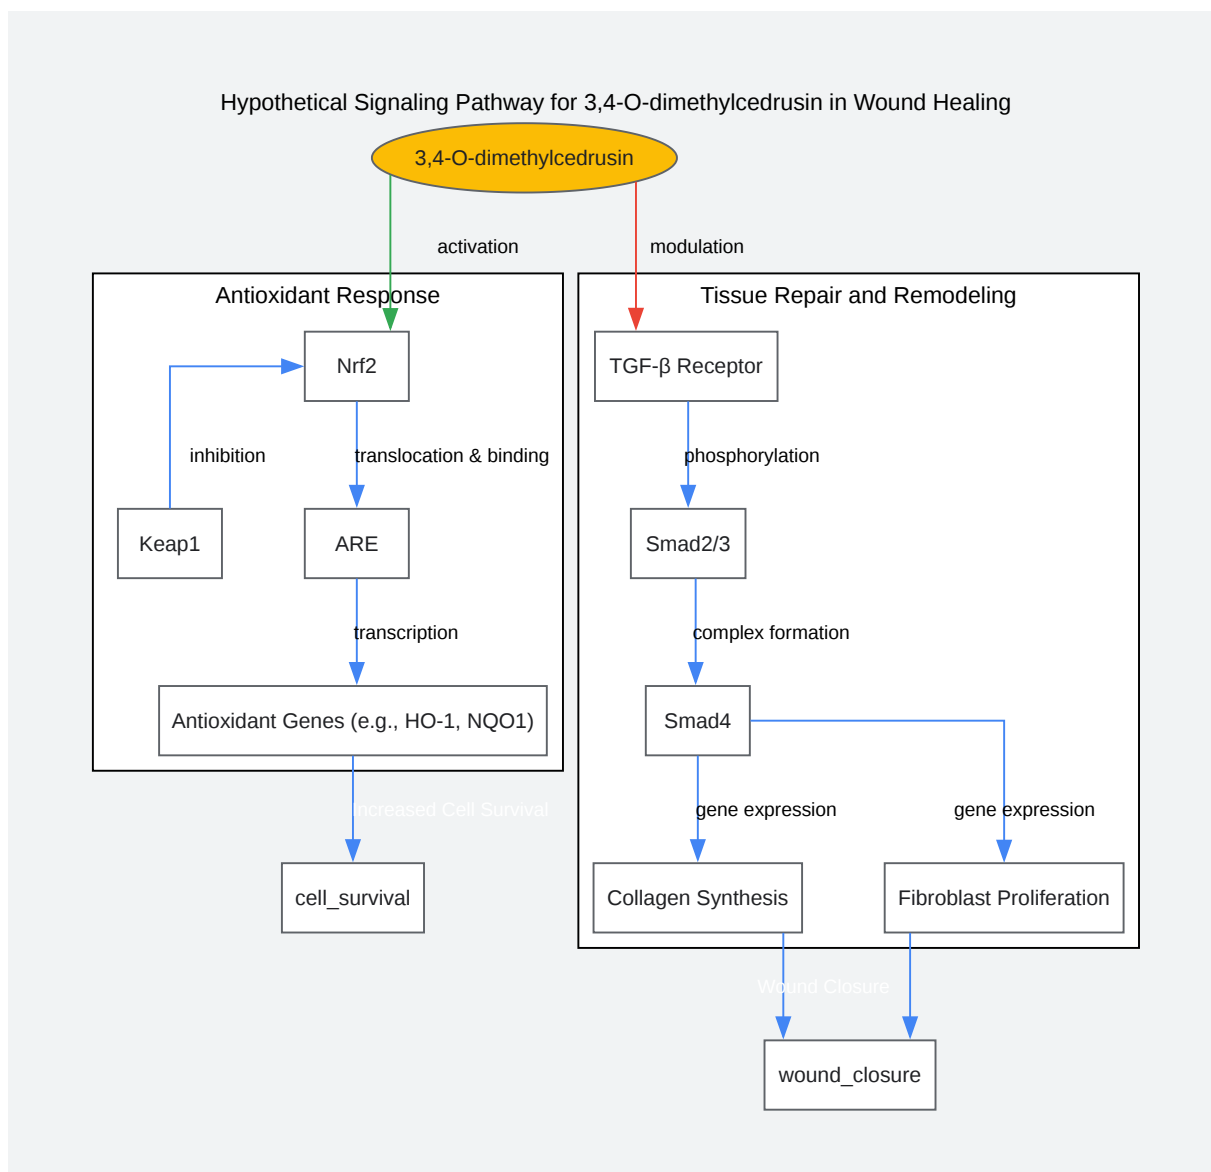 Hypothetical Signaling Pathway for 3,4-O-dimethylcedrusin in Wound Healing
3,4-O-dimethylcedrusin
activation
modulation
Antioxidant Response
Tissue Repair and Remodeling
Nrf2
TGF-β Receptor
inhibition
translocation & binding
phosphorylation
Keap1
ARE
Smad2/3
transcription
complex formation
Antioxidant Genes (e.g., HO-1, NQO1)
Smad4
Increased Cell Survival
gene expression
gene expression
cell_survival
Collagen Synthesis
Fibroblast Proliferation
Wound Closure
wound_closure